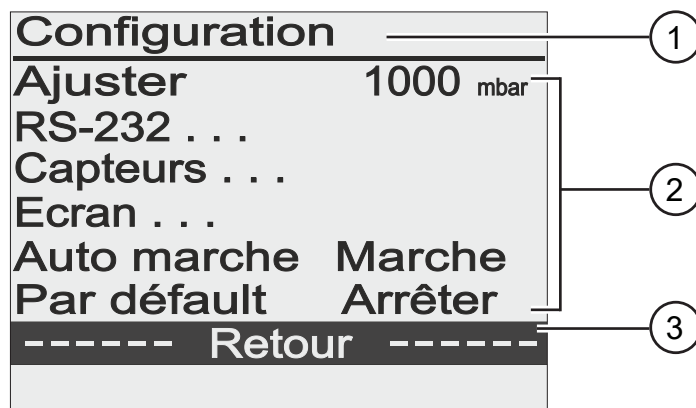 Configuration
1
Ajuster 1000 mbar
RS-232 . . .
Capteurs . . .
2
Ecran . . .
Auto marche Marche
Par défault Arrêter
------ Retour ------
3